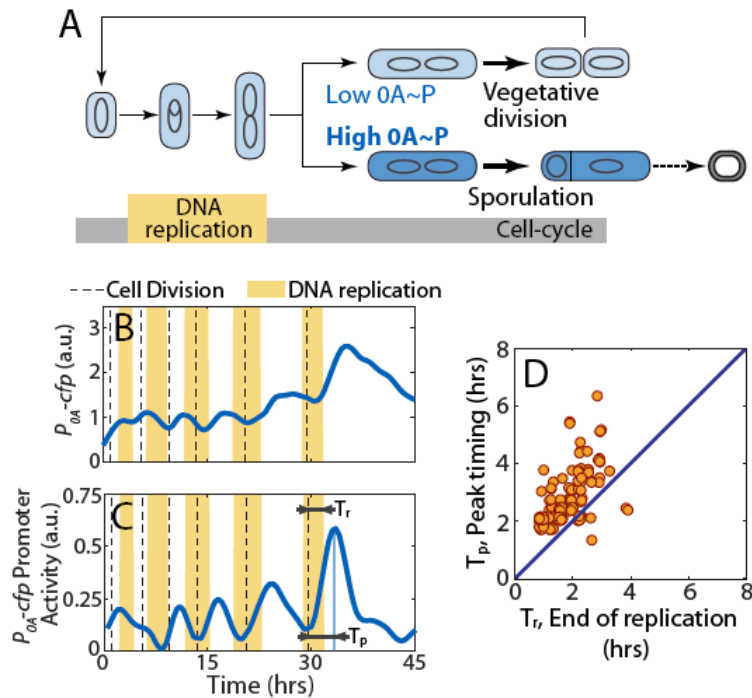 A
Low 0A~P
Vegetative
division
High 0A~P
Sporulation
DNA
replication
Cell-cycle
Cell Division
DNA replication
B
P0A-cfp (a.u.)
3
2
1
0
C
P0A-cfp Promoter
Activity (a.u.)
0.75
0.5
0.25
0
Tr
Tp
0
15
30
45
Time (hrs)
D
Tp, Peak timing (hrs)
8
6
4
2
0
0
2
4
6
8
Tr, End of replication
(hrs)